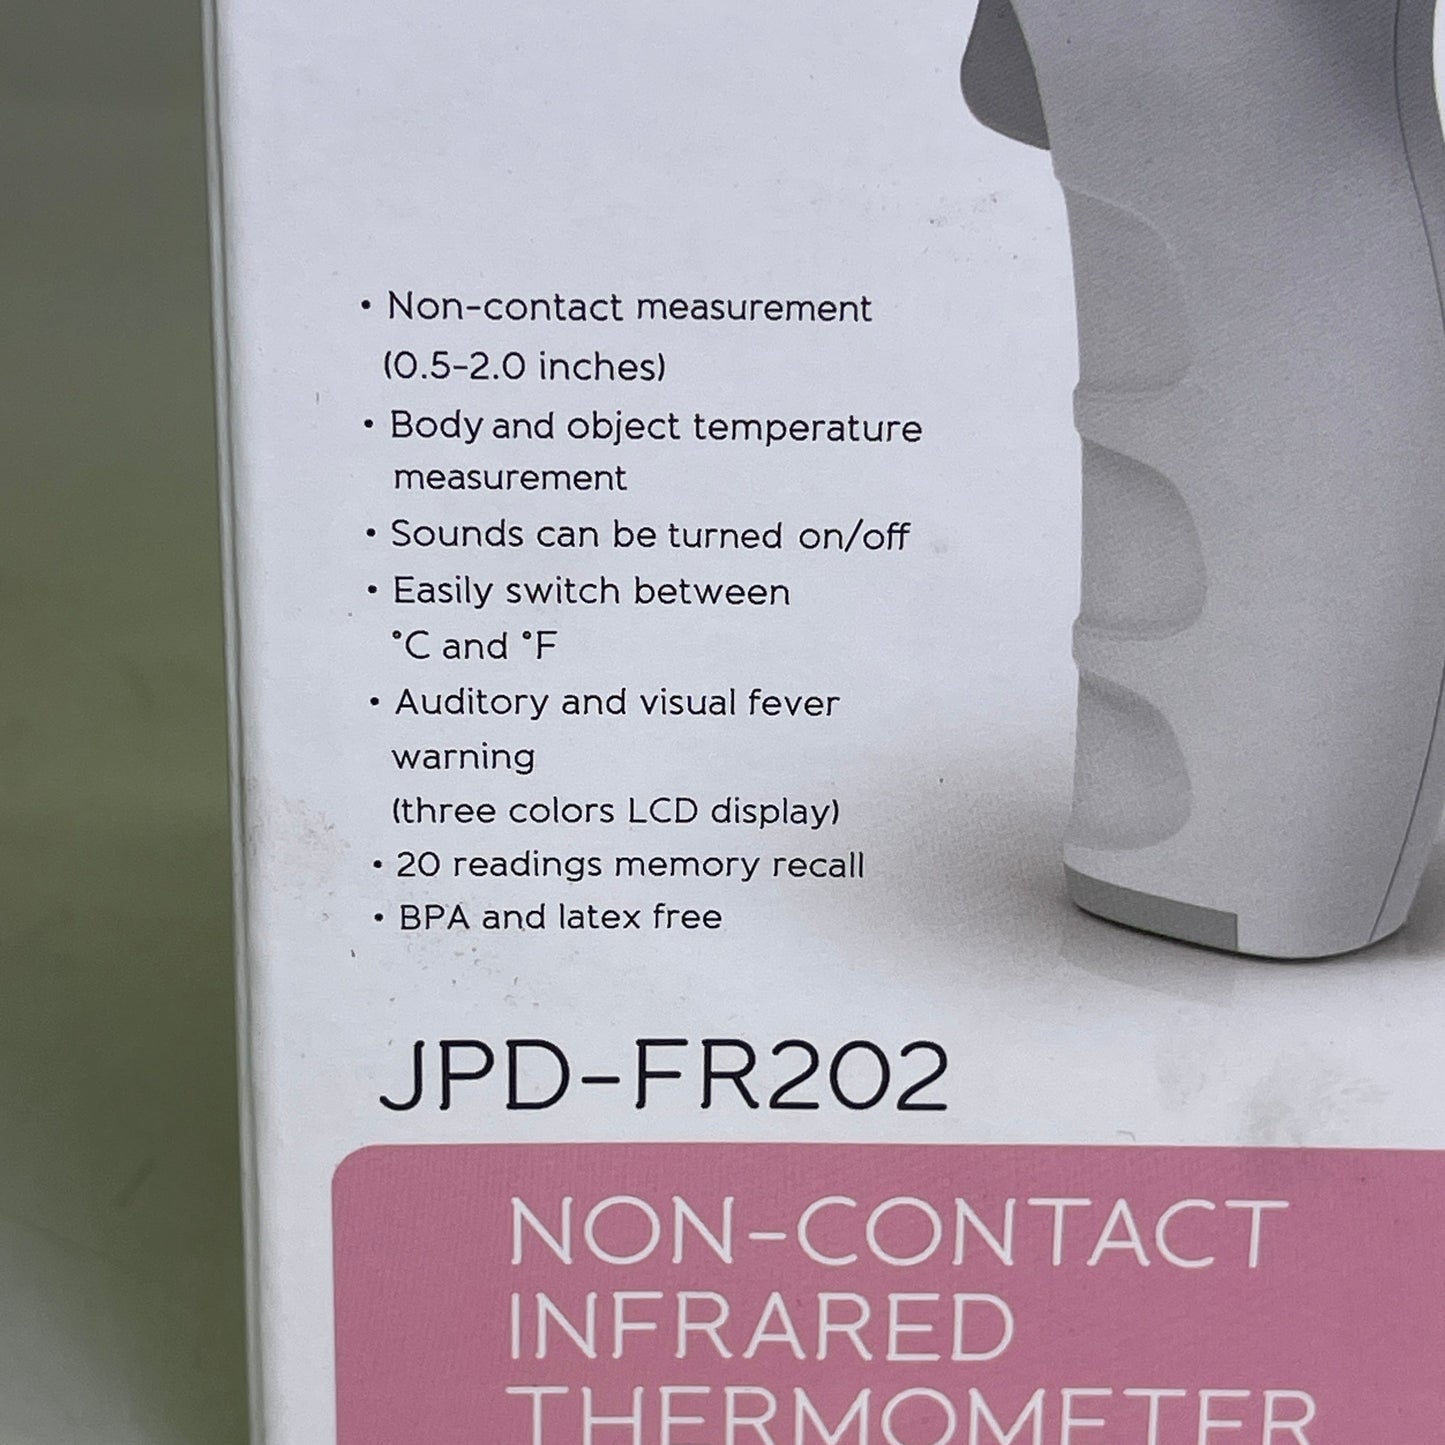 • Non-contact measurement
(0.5-2.0 inches)
• Body and object temperature
measurement
• Sounds can be turned on/off
• Easily switch between
°C and °F
• Auditory and visual fever
warning
(three colors LCD display)
• 20 readings memory recall
• BPA and latex free
JPD-FR202
NON-CONTACT
INFRARED
THERMOMETER